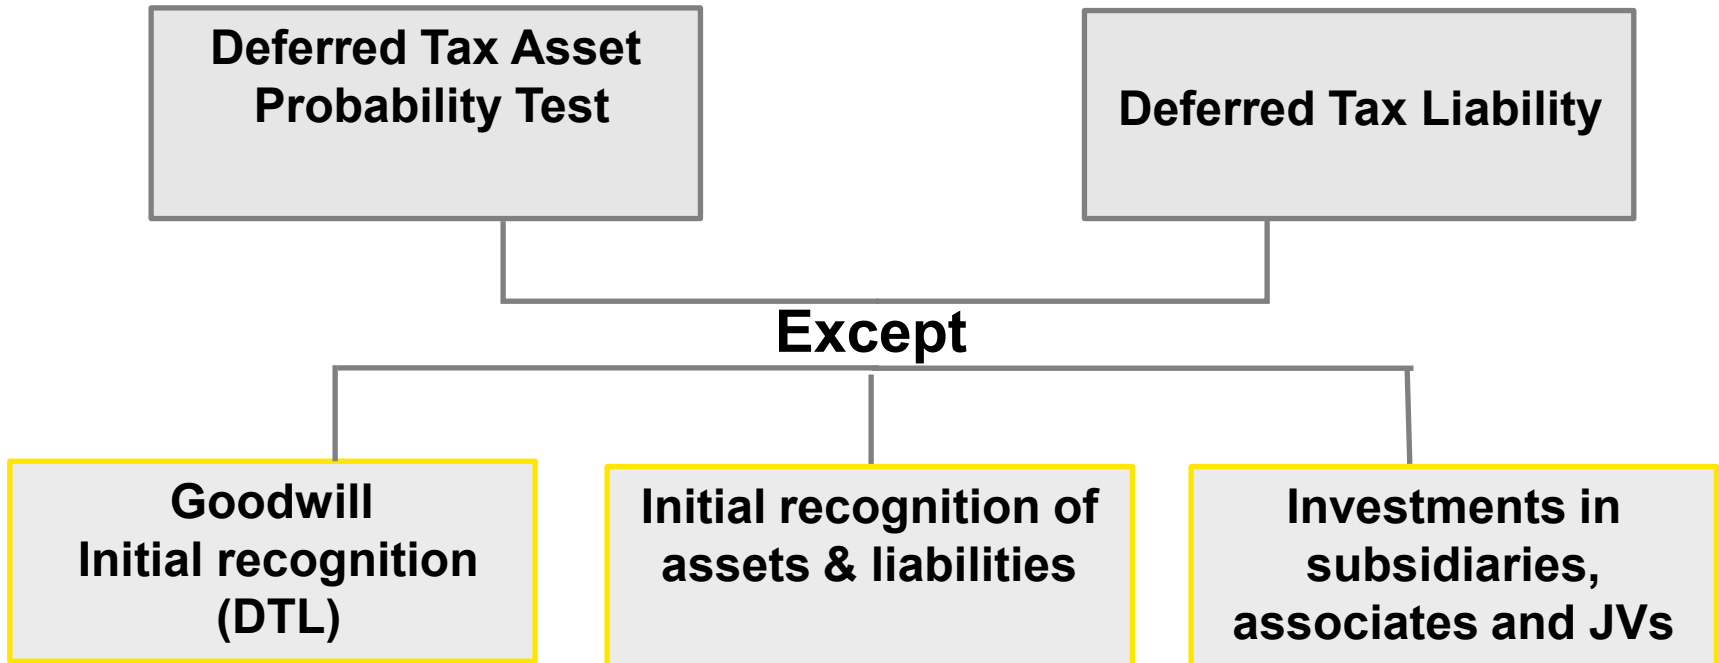 Deferred Tax Asset
Probability Test
Deferred Tax Liability
Except
Goodwill
Initial recognition
(DTL)
Initial recognition of
assets & liabilities
Investments in
subsidiaries,
associates and JVs